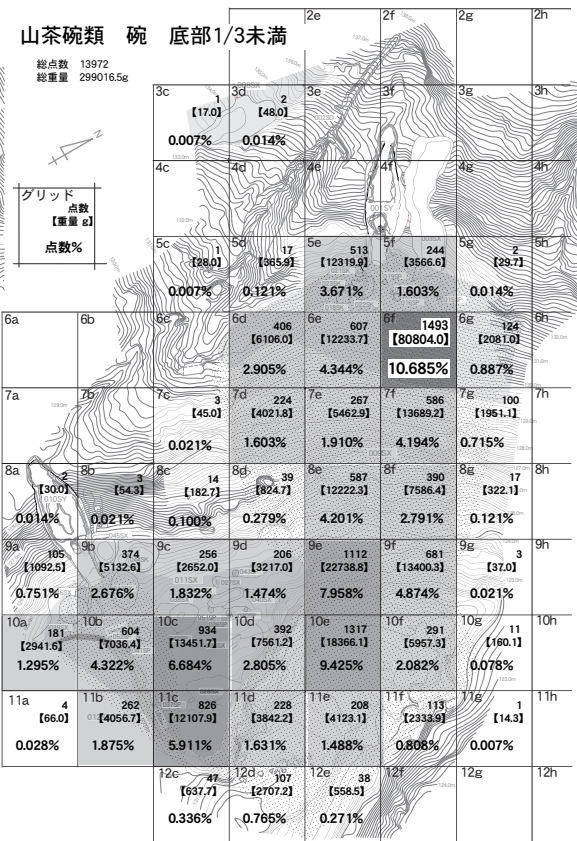 山茶碗類　碗　底部1/3未満
総点数　13972
総重量　299016.5g
グリッド
点数
【重量 g】
点数%
2e
2f
2g
2h
3c
1
【17.0】
0.007%
3d
2
【48.0】
0.014%
3e
3f
3g
3h
4c
4d
4e
4f
4g
4h
001SY
5c
1
【28.0】
0.007%
5d
17
【365.9】
0.121%
5e
513
【12319.9】
3.671%
5f
244
【3566.6】
1.603%
5g
2
【29.7】
0.014%
5h
6a
6b
6c
6d
406
【6106.0】
2.905%
6e
607
【12233.7】
4.344%
6f
1493
【80804.0】
10.685%
6g
124
【2081.0】
0.887%
6h
7a
7b
7c
3
【45.0】
0.021%
7d
224
【4021.8】
1.603%
7e
267
【5462.9】
1.910%
7f
586
【13689.2】
4.194%
7g
100
【1951.1】
0.715%
7h
8a
2
【30.0】
010SY
0.014%
8b
3
【54.3】
0.021%
8c
14
【182.7】
0.100%
8d
39
【824.7】
0.279%
8e
587
【12222.3】
4.201%
8f
390
【7586.4】
2.791%
8g
17
【322.1】
0.121%
8h
9a
105
【1092.5】
0.751%
9b
374
【5132.6】
2.676%
9c
256
【2652.0】
011SX
1.832%
9d
206
【3217.0】
1.474%
9e
1112
【22738.8】
7.958%
9f
681
【13400.3】
4.874%
9g
3
【37.0】
0.021%
9h
10a
181
【2941.6】
1.295%
10b
604
【7036.4】
4.322%
10c
934
【13451.7】
6.684%
10d
392
【7561.2】
2.805%
10e
1317
【18366.1】
9.425%
10f
291
【5957.3】
2.082%
10g
11
【160.1】
0.078%
10h
11a
4
【66.0】
0.028%
11b
262
【4056.7】
1.875%
11c
826
【12107.9】
5.911%
11d
228
【3842.2】
1.631%
11e
208
【4123.1】
1.488%
11f
113
【2333.9】
0.808%
11g
1
【14.3】
0.007%
11h
12c
47
【637.7】
0.336%
12d
107
【2707.2】
0.765%
12e
38
【558.5】
0.271%
12f
12g
12h